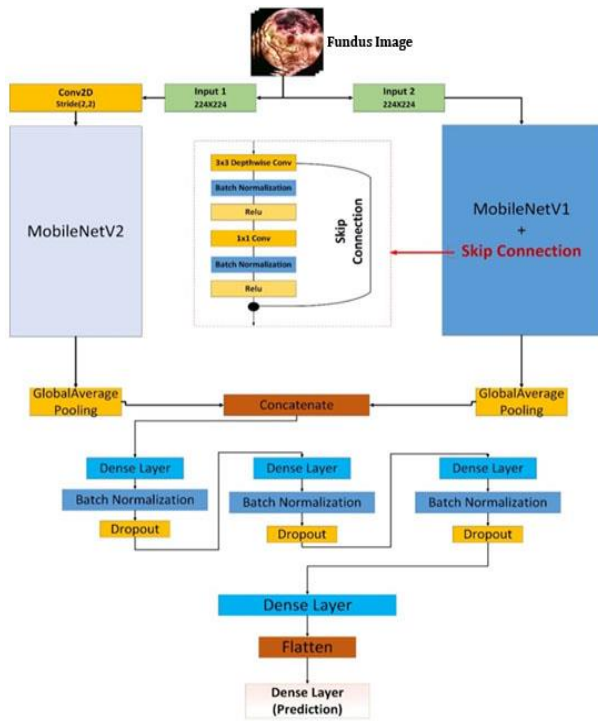 Fundus Image
Conv2D
Stride(2,2)
Input 1
224X224
Input 2
224X224
MobileNetV2
3x3 Depthwise Conv
Batch Normalization
Relu
1x1 Conv
Batch Normalization
Relu
Skip
Connection
MobileNetV1
+
Skip Connection
GlobalAverage
Pooling
Concatenate
GlobalAverage
Pooling
Dense Layer
Batch Normalization
Dropout
Dense Layer
Batch Normalization
Dropout
Dense Layer
Batch Normalization
Dropout
Dense Layer
Flatten
Dense Layer
(Prediction)